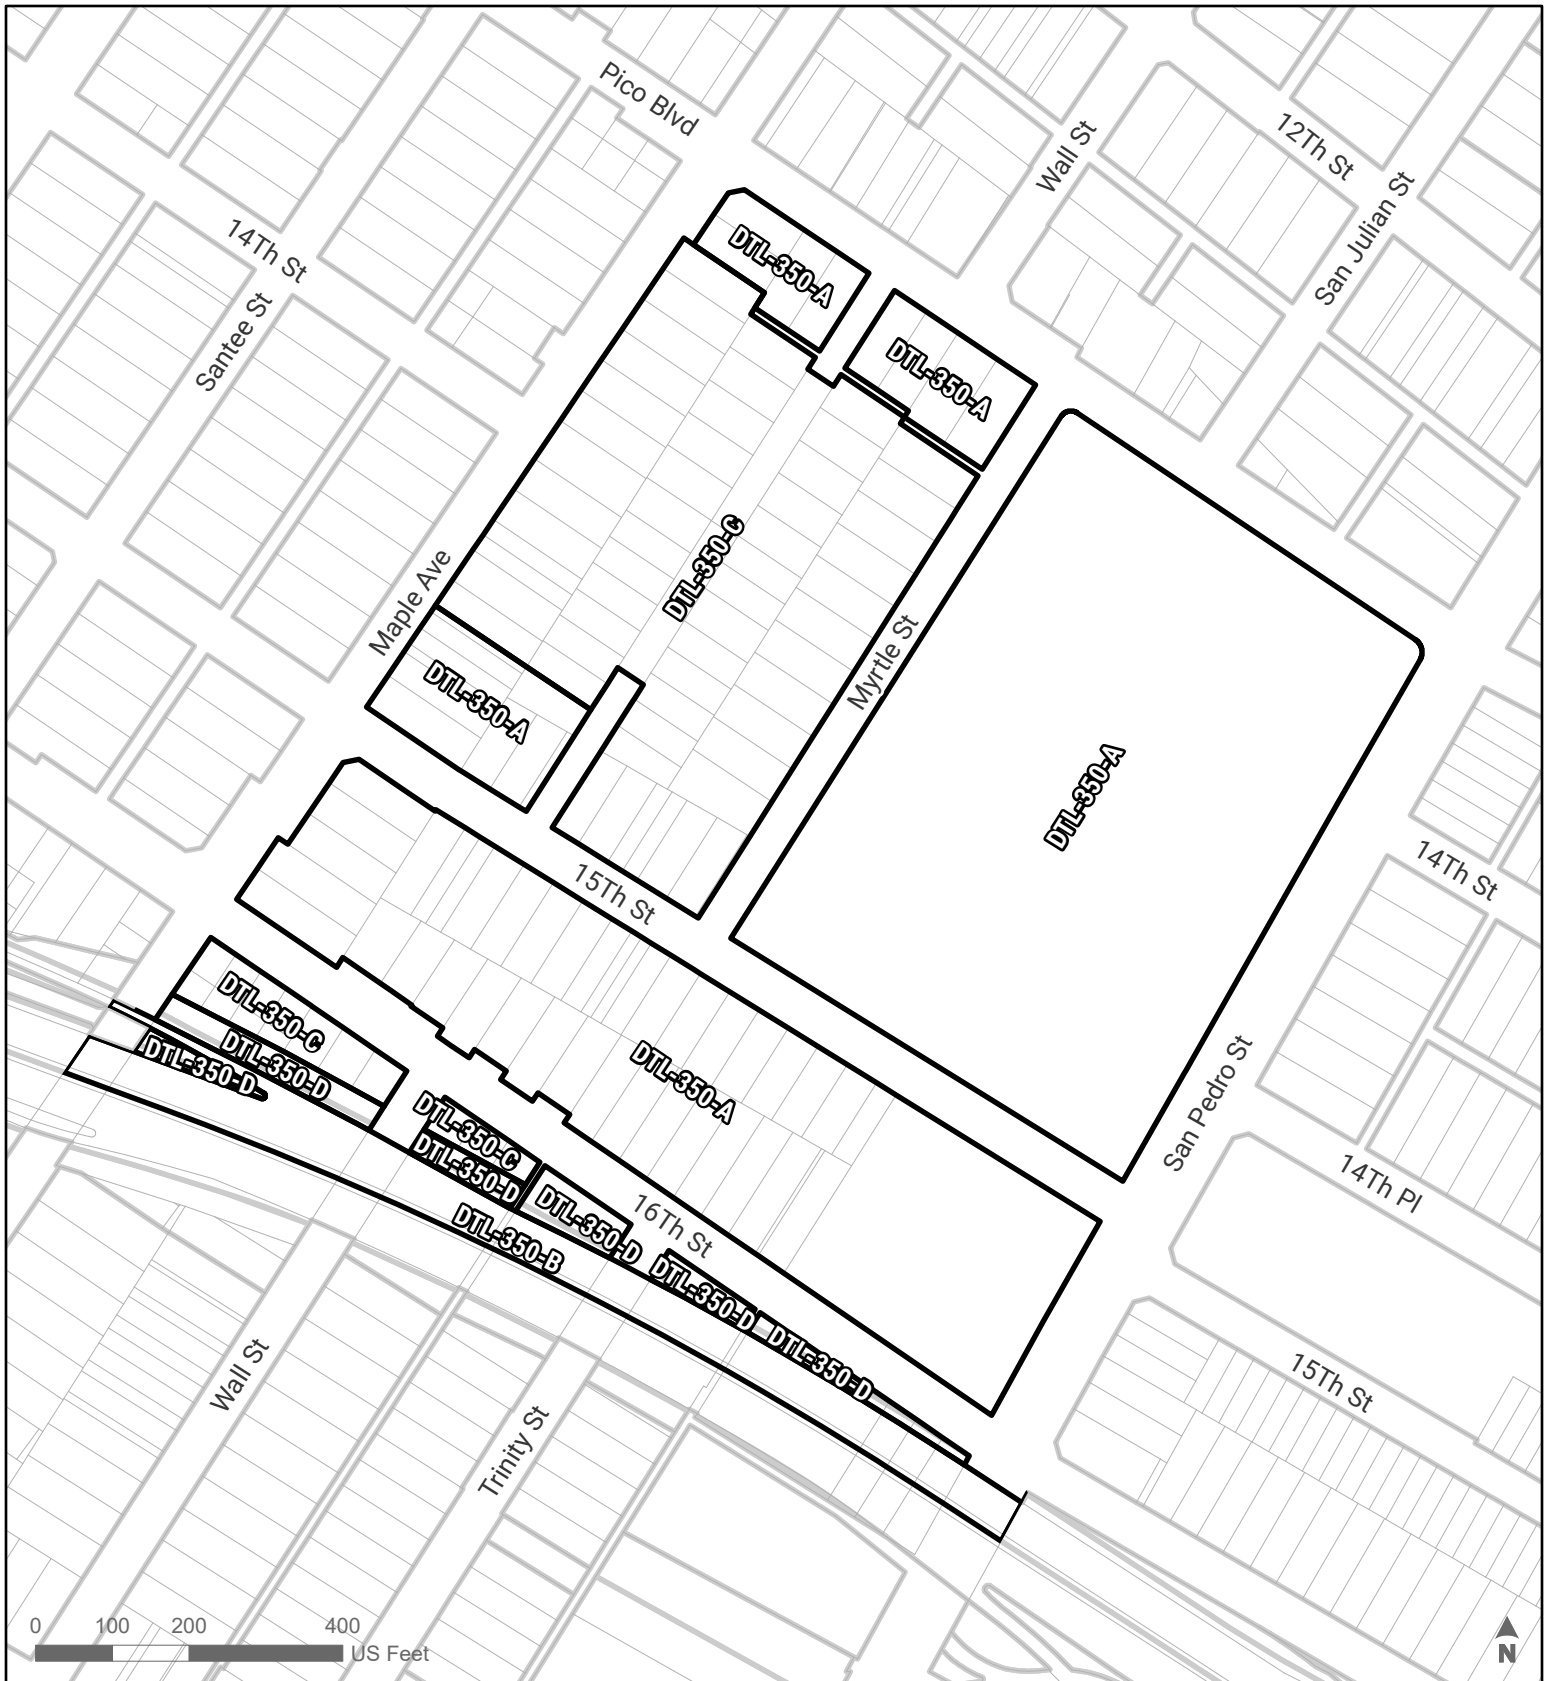 Pico Blvd
12Th St
Wall St
San Julian St
14Th St
DTL-350-A
Santee St
DTL-350-A
DTL-350-C
Maple Ave
Myrtle St
DTL-350-A
DTL-350-A
14Th St
15Th St
DTL-350-C
DTL-350-D
DTL-350-D
DTL-350-A
San Pedro St
DTL-350-C
DTL-350-D
14Th Pl
DTL-350-D
16Th St
DTL-350-B
DTL-350-D
DTL-350-D
Wall St
15Th St
Trinity St
0 100 200 400
US Feet
N